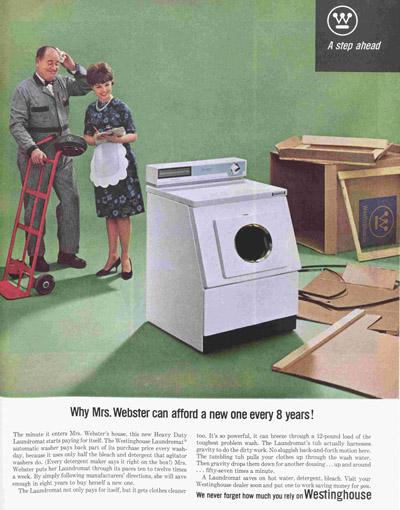 A step ahead
Westinghouse
Why Mrs. Webster can afford a new one every 8 years!
The minute it enters Mrs. Webster's house, this new Heavy Duty
Laundromat starts paying for itself. The Westinghouse Laundromat®
automatic washer pays back part of its purchase price every wash-
day, because it uses only half the bleach and detergent that agitator
washers do. (Every detergent maker says it right on the box!) Mrs.
Webster puts her Laundromat through its paces ten to twelve times
a week. By simply following manufacturers' directions, she will save
enough in eight years to buy herself a new one.
The Laundromat not only pays for itself, but it gets clothes cleaner
too. It's so powerful, it can breeze through a 12-pound load of the
toughest problem wash. The Laundromat's tub actually harnesses
gravity to do the dirty work. No sluggish back-and-forth motion here.
The tumbling tub pulls your clothes up through the wash water.
Then gravity drops them down for another dousing . . . up and around
. . . fifty-seven times a minute.
A Laundromat saves on hot water, detergent, bleach. Visit your
Westinghouse dealer soon and put one to work saving money for you.
We never forget how much you rely on Westinghouse